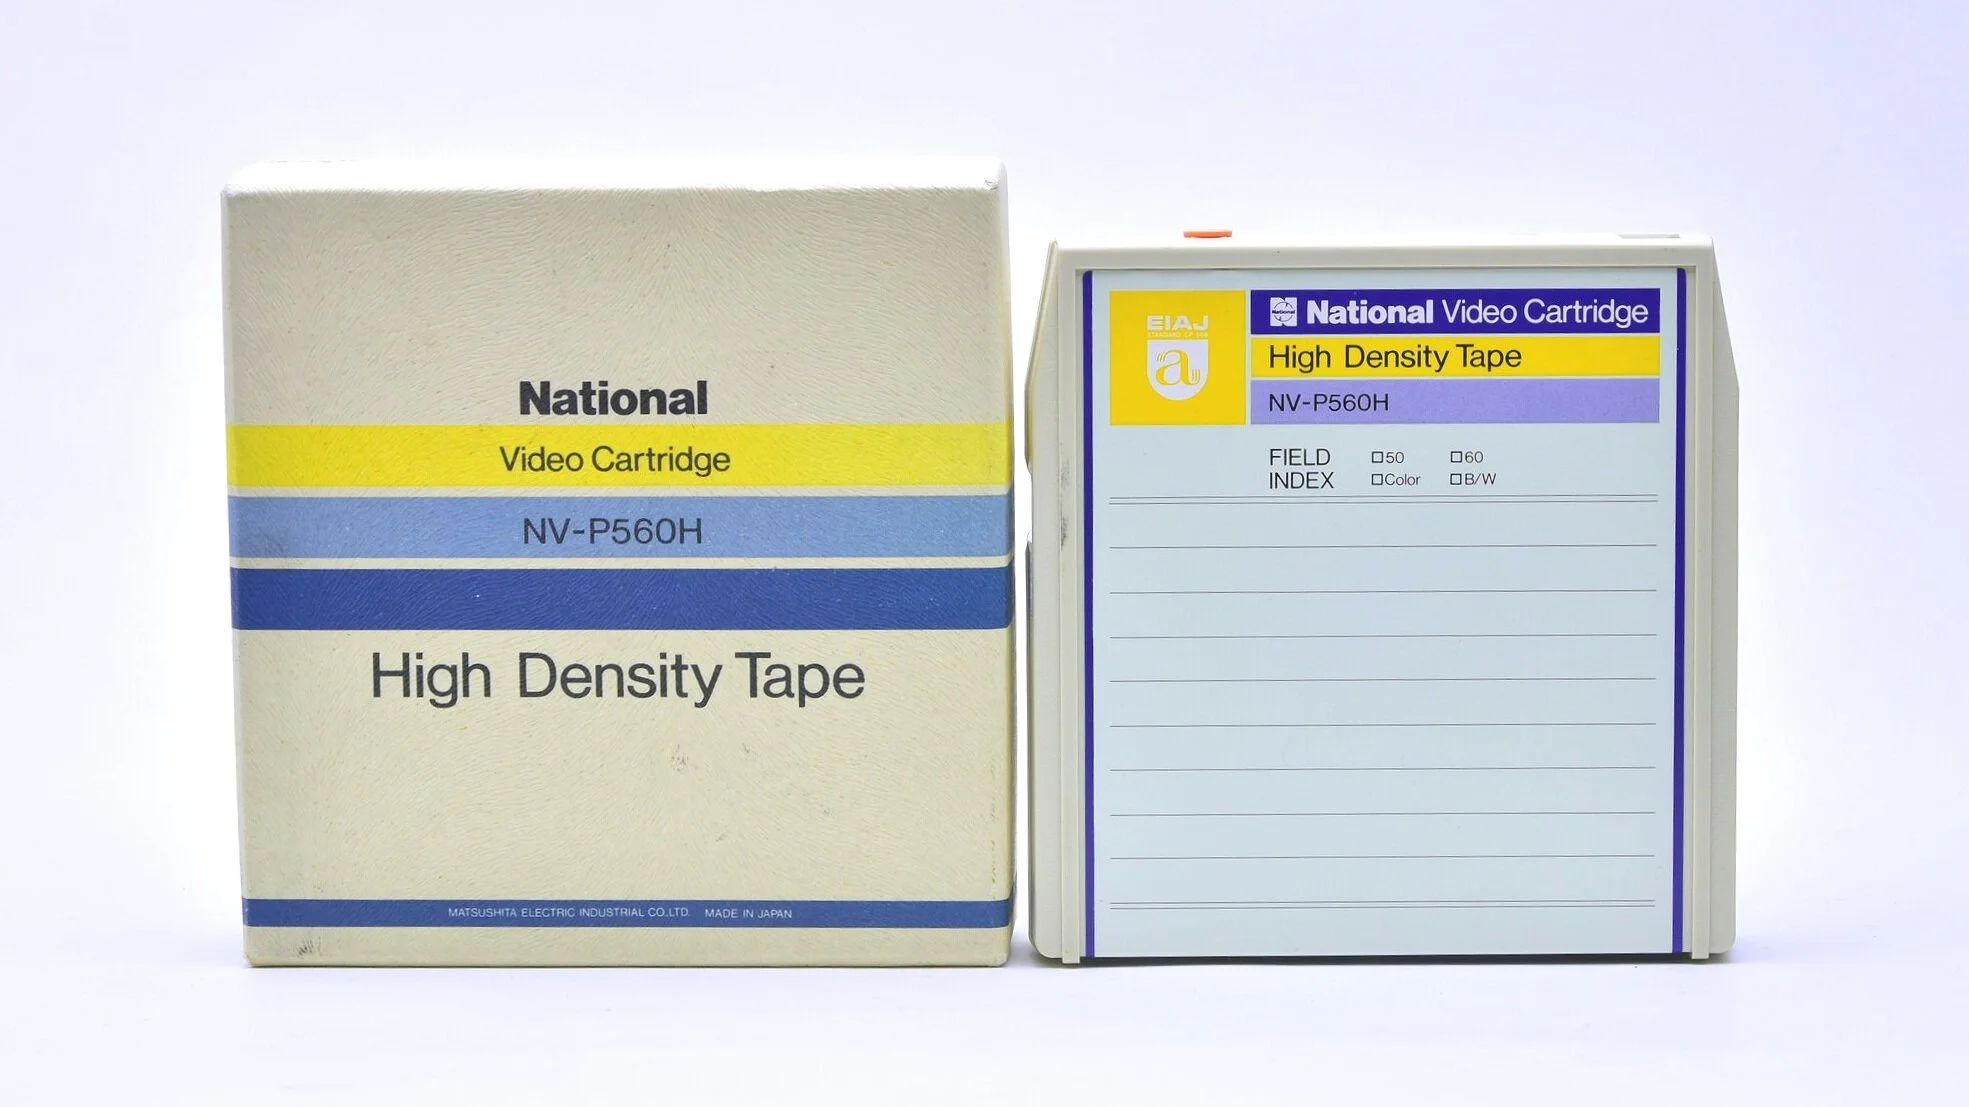 National
Video Cartridge
NV-P560H
High Density Tape
MATSUSHITA ELECTRIC INDUSTRIAL CO.LTD. MADE IN JAPAN
EIAJ
a
National
National Video Cartridge
High Density Tape
NV-P560H
FIELD □50 □60
INDEX □Color □B/W